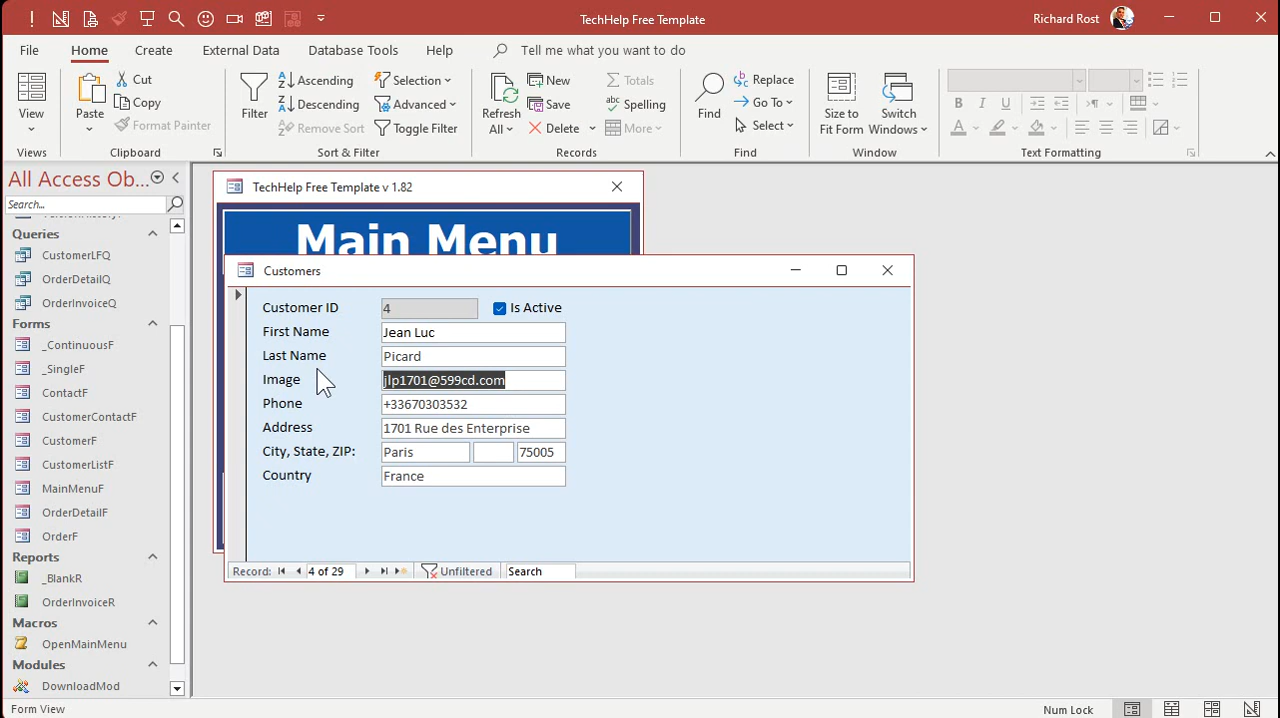 TechHelp Free Template
Richard Rost
File Home Create External Data Database Tools Help Tell me what you want to do
View
Views
Paste
Cut
Copy
Format Painter
Clipboard
Filter
Ascending
Descending
Remove Sort
Selection
Advanced
Toggle Filter
Sort & Filter
Refresh All
New
Save
Delete
Totals
Spelling
More
Records
Find
Replace
Go To
Select
Find
Size to Fit Form
Switch Windows
Window
B I U
A
Text Formatting
All Access Ob...
Search...
Queries
CustomerLFQ
OrderDetailQ
OrderInvoiceQ
Forms
_ContinuousF
_SingleF
ContactF
CustomerContactF
CustomerF
CustomerListF
MainMenuF
OrderDetailF
OrderF
Reports
_BlankR
OrderInvoiceR
Macros
OpenMainMenu
Modules
DownloadMod
TechHelp Free Template v 1.82
Main Menu
Customers
Customer ID 4 Is Active
First Name Jean Luc
Last Name Picard
Image jlp1701@599cd.com
Phone +33670303532
Address 1701 Rue des Enterprise
City, State, ZIP: Paris 75005
Country France
Record: 4 of 29 Unfiltered Search
Form View
Num Lock